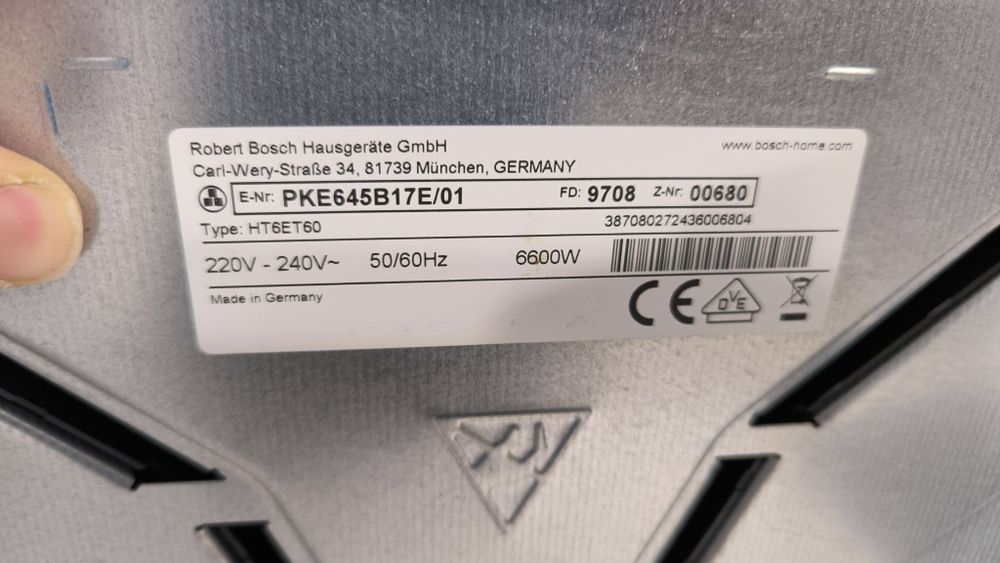 Robert Bosch Hausgeräte GmbH
www.bosch-home.com
Carl-Wery-Straße 34, 81739 München, GERMANY
E-Nr: PKE645B17E/01 FD: 9708 Z-Nr: 00680
Type: HT6ET60
387080272436006804
220V - 240V~ 50/60Hz 6600W
Made in Germany
CE
DVE